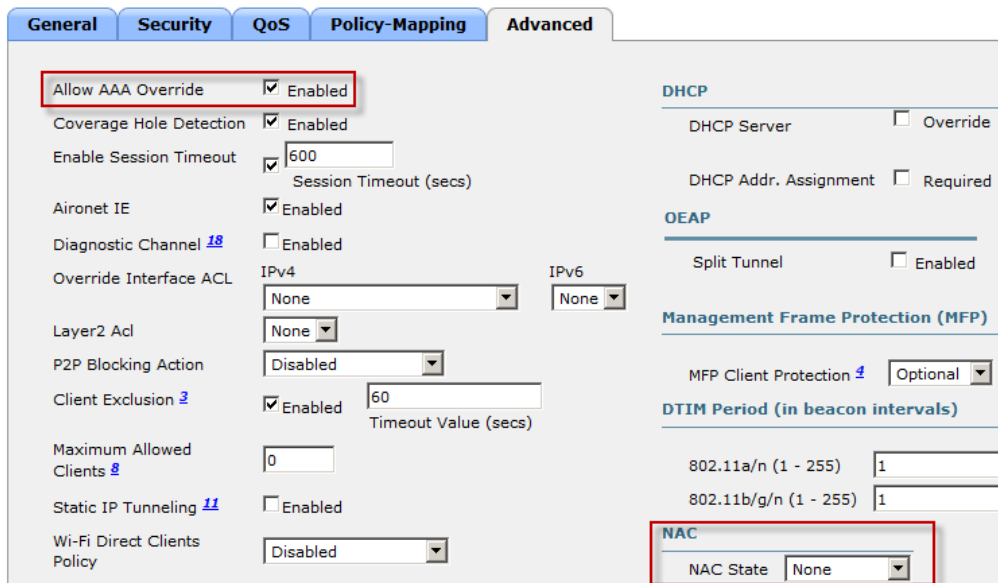 General Security QoS Policy-Mapping Advanced
Allow AAA Override Enabled
Coverage Hole Detection Enabled
Enable Session Timeout 600
Session Timeout (secs)
Aironet IE Enabled
Diagnostic Channel 18 Enabled
Override Interface ACL IPv4 IPv6
None None
Layer2 Acl None
P2P Blocking Action Disabled
Client Exclusion 3 Enabled 60
Timeout Value (secs)
Maximum Allowed
Clients 8 0
Static IP Tunneling 11 Enabled
Wi-Fi Direct Clients
Policy Disabled
DHCP
DHCP Server Override
DHCP Addr. Assignment Required
OEAP
Split Tunnel Enabled
Management Frame Protection (MFP)
MFP Client Protection 4 Optional
DTIM Period (in beacon intervals)
802.11a/n (1 - 255) 1
802.11b/g/n (1 - 255) 1
NAC
NAC State None